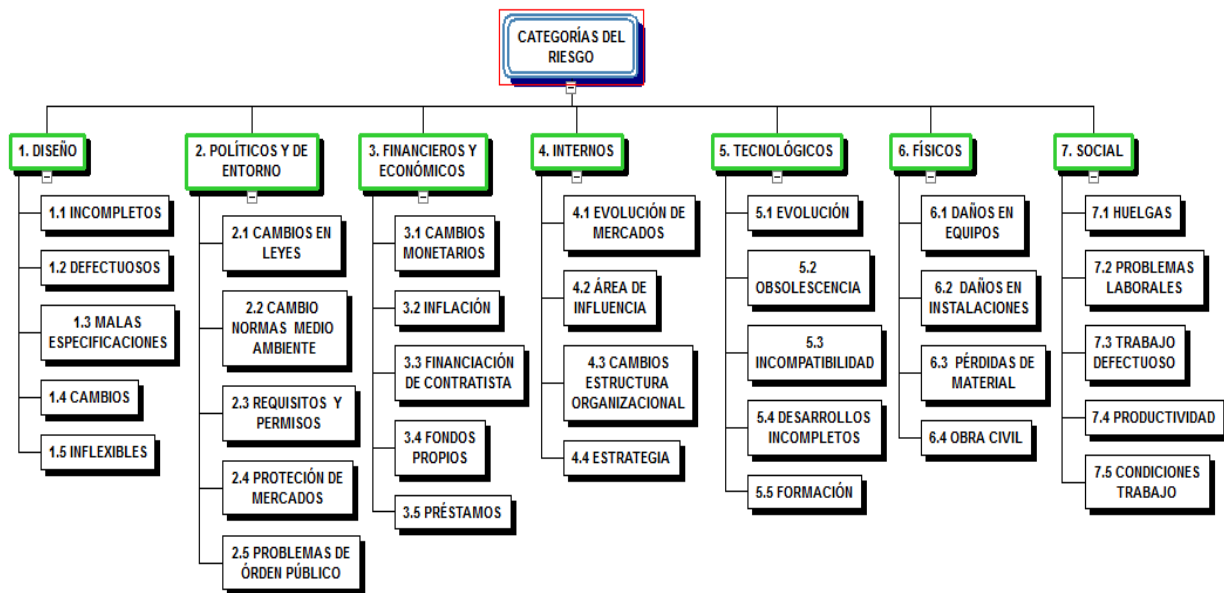 CATEGORÍAS DEL
RIESGO
1. DISEÑO
1.1 INCOMPLETOS
1.2 DEFECTUOSOS
1.3 MALAS
ESPECIFICACIONES
1.4 CAMBIOS
1.5 INFLEXIBLES
2. POLÍTICOS Y DE
ENTORNO
2.1 CAMBIOS EN
LEYES
2.2 CAMBIO
NORMAS MEDIO
AMBIENTE
2.3 REQUISITOS Y
PERMISOS
2.4 PROTECIÓN DE
MERCADOS
2.5 PROBLEMAS DE
ÓRDEN PÚBLICO
3. FINANCIEROS Y
ECONÓMICOS
3.1 CAMBIOS
MONETARIOS
3.2 INFLACIÓN
3.3 FINANCIACIÓN
DE CONTRATISTA
3.4 FONDOS
PROPIOS
3.5 PRÉSTAMOS
4. INTERNOS
4.1 EVOLUCIÓN DE
MERCADOS
4.2 ÁREA DE
INFLUENCIA
4.3 CAMBIOS
ESTRUCTURA
ORGANIZACIONAL
4.4 ESTRATEGIA
5. TECNOLÓGICOS
5.1 EVOLUCIÓN
5.2
OBSOLESCENCIA
5.3
INCOMPATIBILIDAD
5.4 DESARROLLOS
INCOMPLETOS
5.5 FORMACIÓN
6. FÍSICOS
6.1 DAÑOS EN
EQUIPOS
6.2 DAÑOS EN
INSTALACIONES
6.3 PÉRDIDAS DE
MATERIAL
6.4 OBRA CIVIL
7. SOCIAL
7.1 HUELGAS
7.2 PROBLEMAS
LABORALES
7.3 TRABAJO
DEFECTUOSO
7.4 PRODUCTIVIDAD
7.5 CONDICIONES
TRABAJO